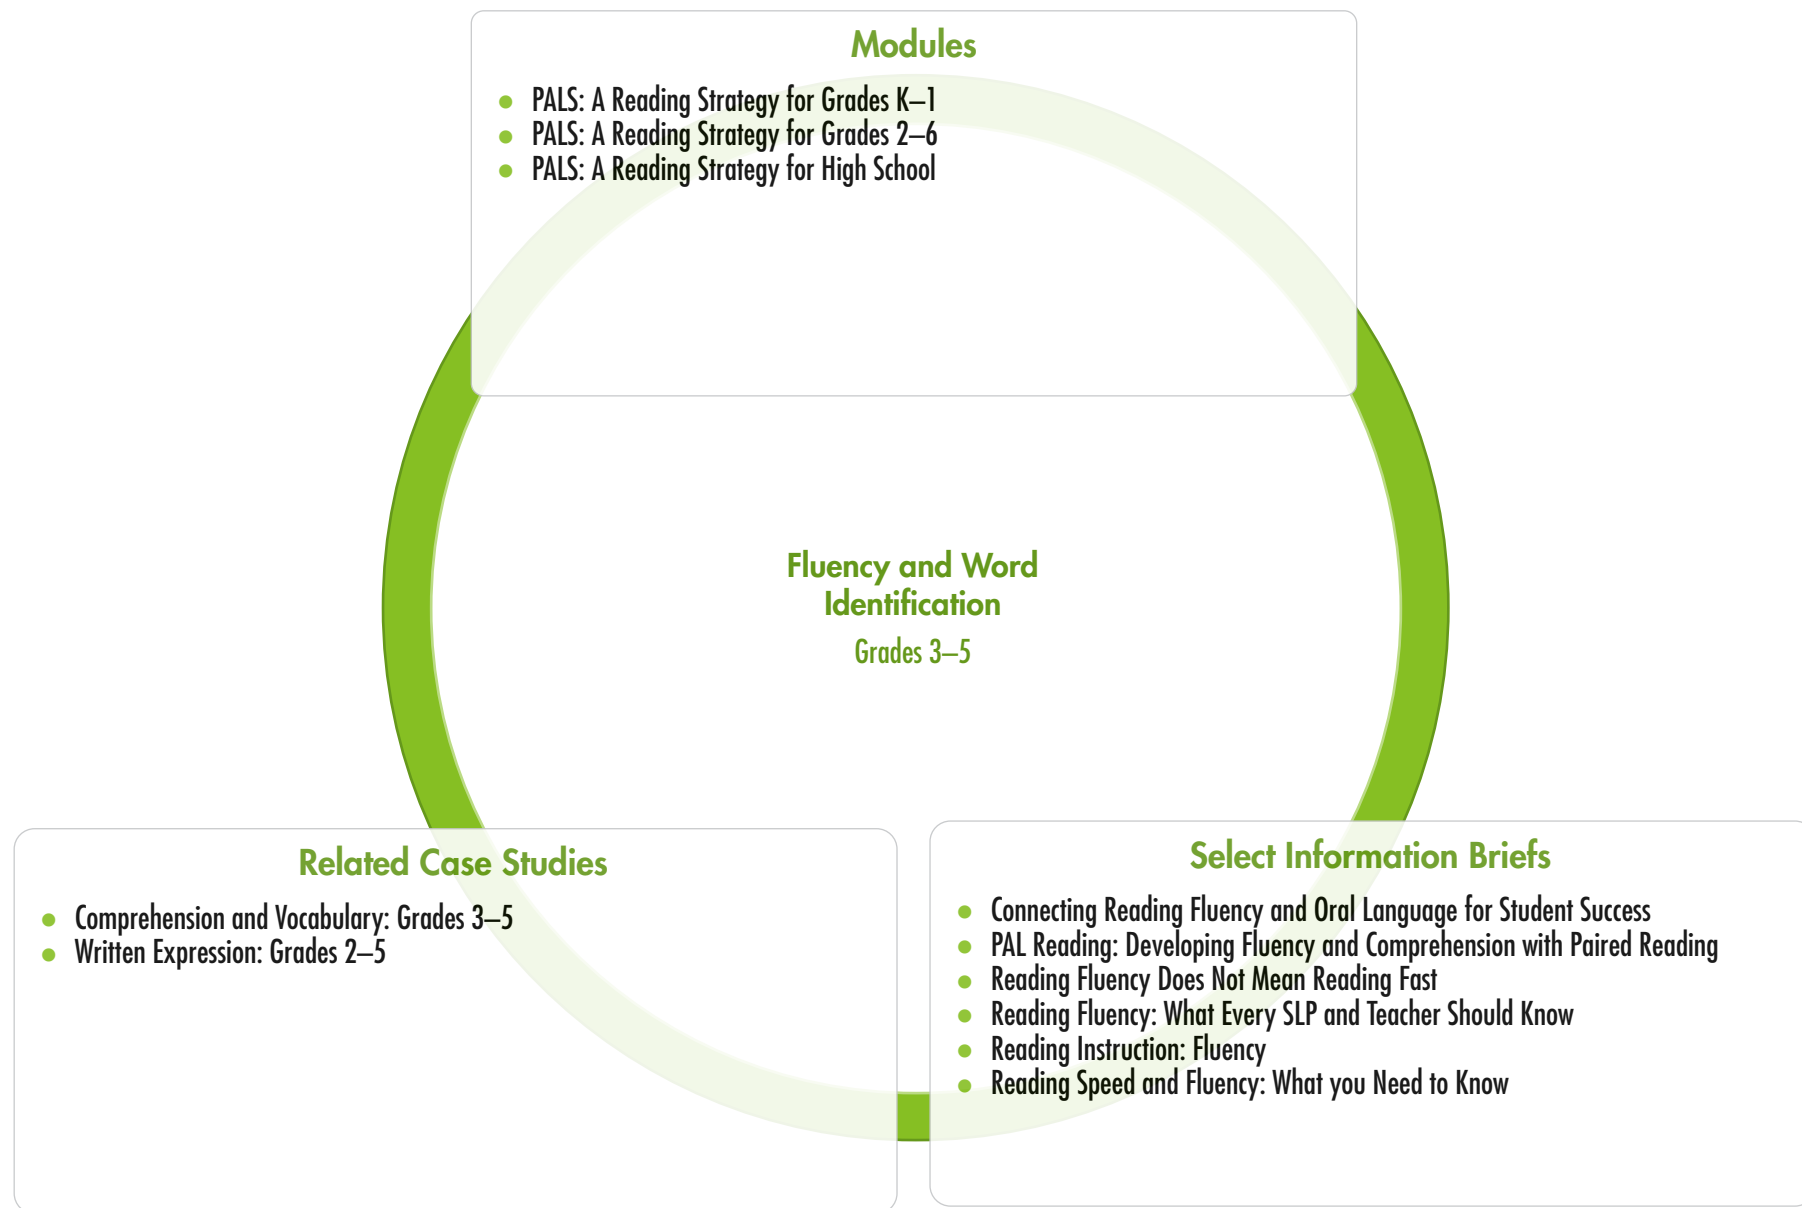 Modules
PALS: A Reading Strategy for Grades K–1
PALS: A Reading Strategy for Grades 2–6
PALS: A Reading Strategy for High School
Fluency and Word
Identification
Grades 3–5
Related Case Studies
Comprehension and Vocabulary: Grades 3–5
Written Expression: Grades 2–5
Select Information Briefs
Connecting Reading Fluency and Oral Language for Student Success
PAL Reading: Developing Fluency and Comprehension with Paired Reading
Reading Fluency Does Not Mean Reading Fast
Reading Fluency: What Every SLP and Teacher Should Know
Reading Instruction: Fluency
Reading Speed and Fluency: What you Need to Know